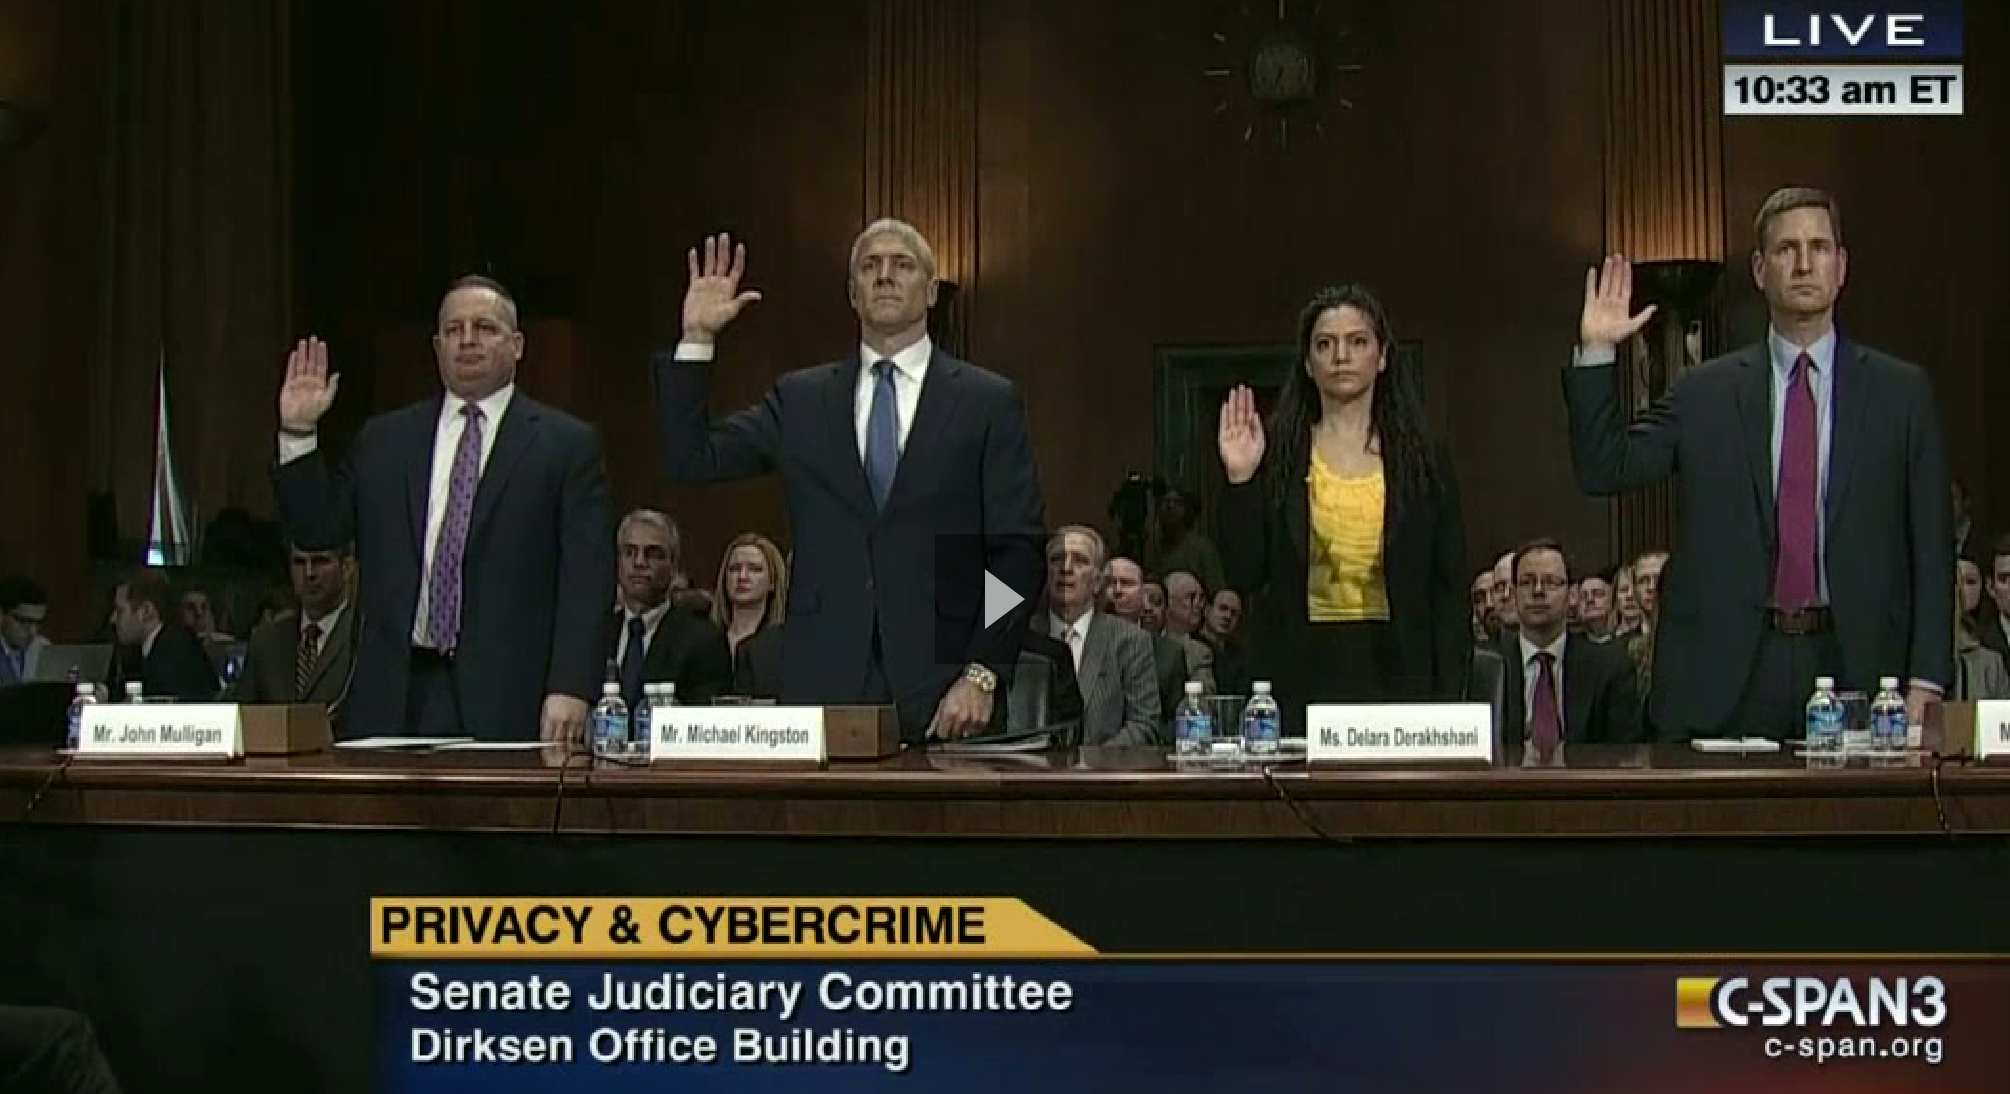 LIVE
10:33 am ET
Mr. John Mulligan
Mr. Michael Kingston
Ms. Delara Derakhshani
PRIVACY & CYBERCRIME
Senate Judiciary Committee
Dirksen Office Building
C-SPAN3
c-span.org